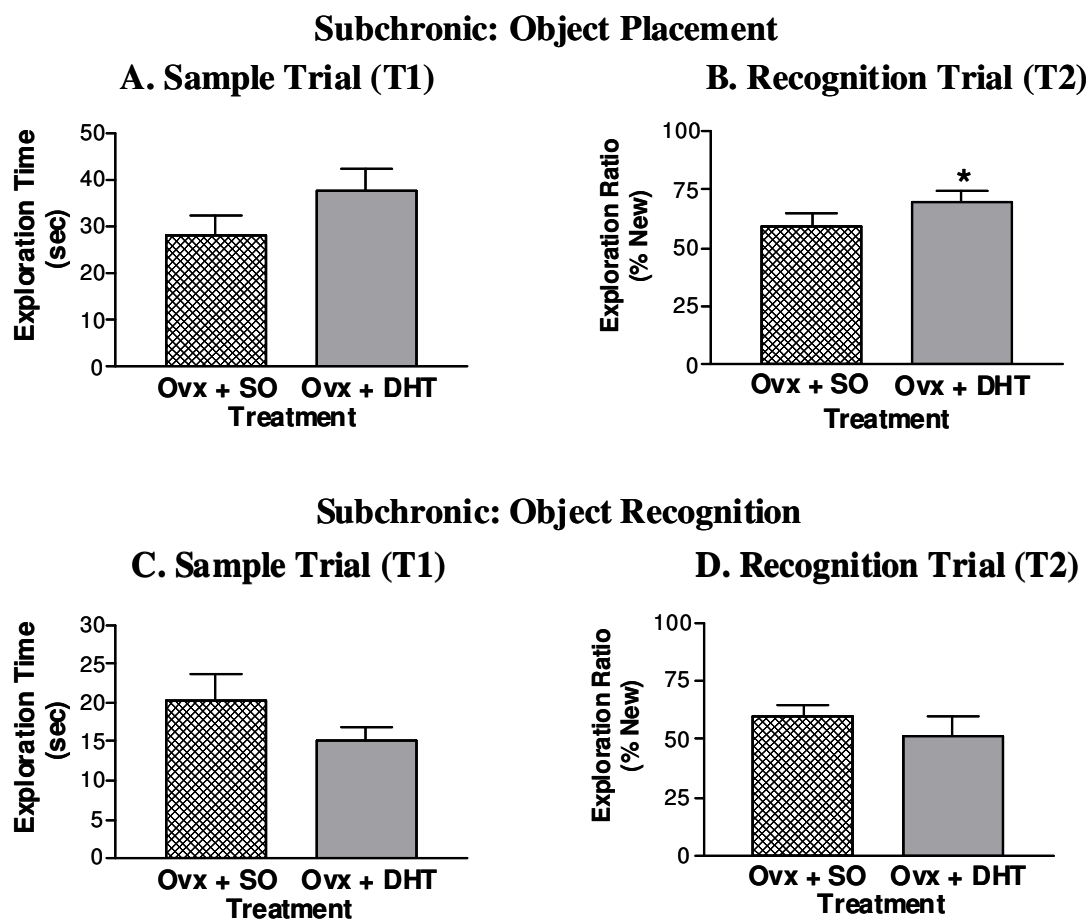 Subchronic: Object Placement
A. Sample Trial (T1)
Exploration Time
(sec)
50
40
30
20
10
0
Ovx + SO
Ovx + DHT
Treatment
B. Recognition Trial (T2)
Exploration Ratio
(% New)
100
75
50
25
0
*
Ovx + SO
Ovx + DHT
Treatment
Subchronic: Object Recognition
C. Sample Trial (T1)
Exploration Time
(sec)
30
25
20
15
10
5
0
Ovx + SO
Ovx + DHT
Treatment
D. Recognition Trial (T2)
Exploration Ratio
(% New)
100
75
50
25
0
Ovx + SO
Ovx + DHT
Treatment